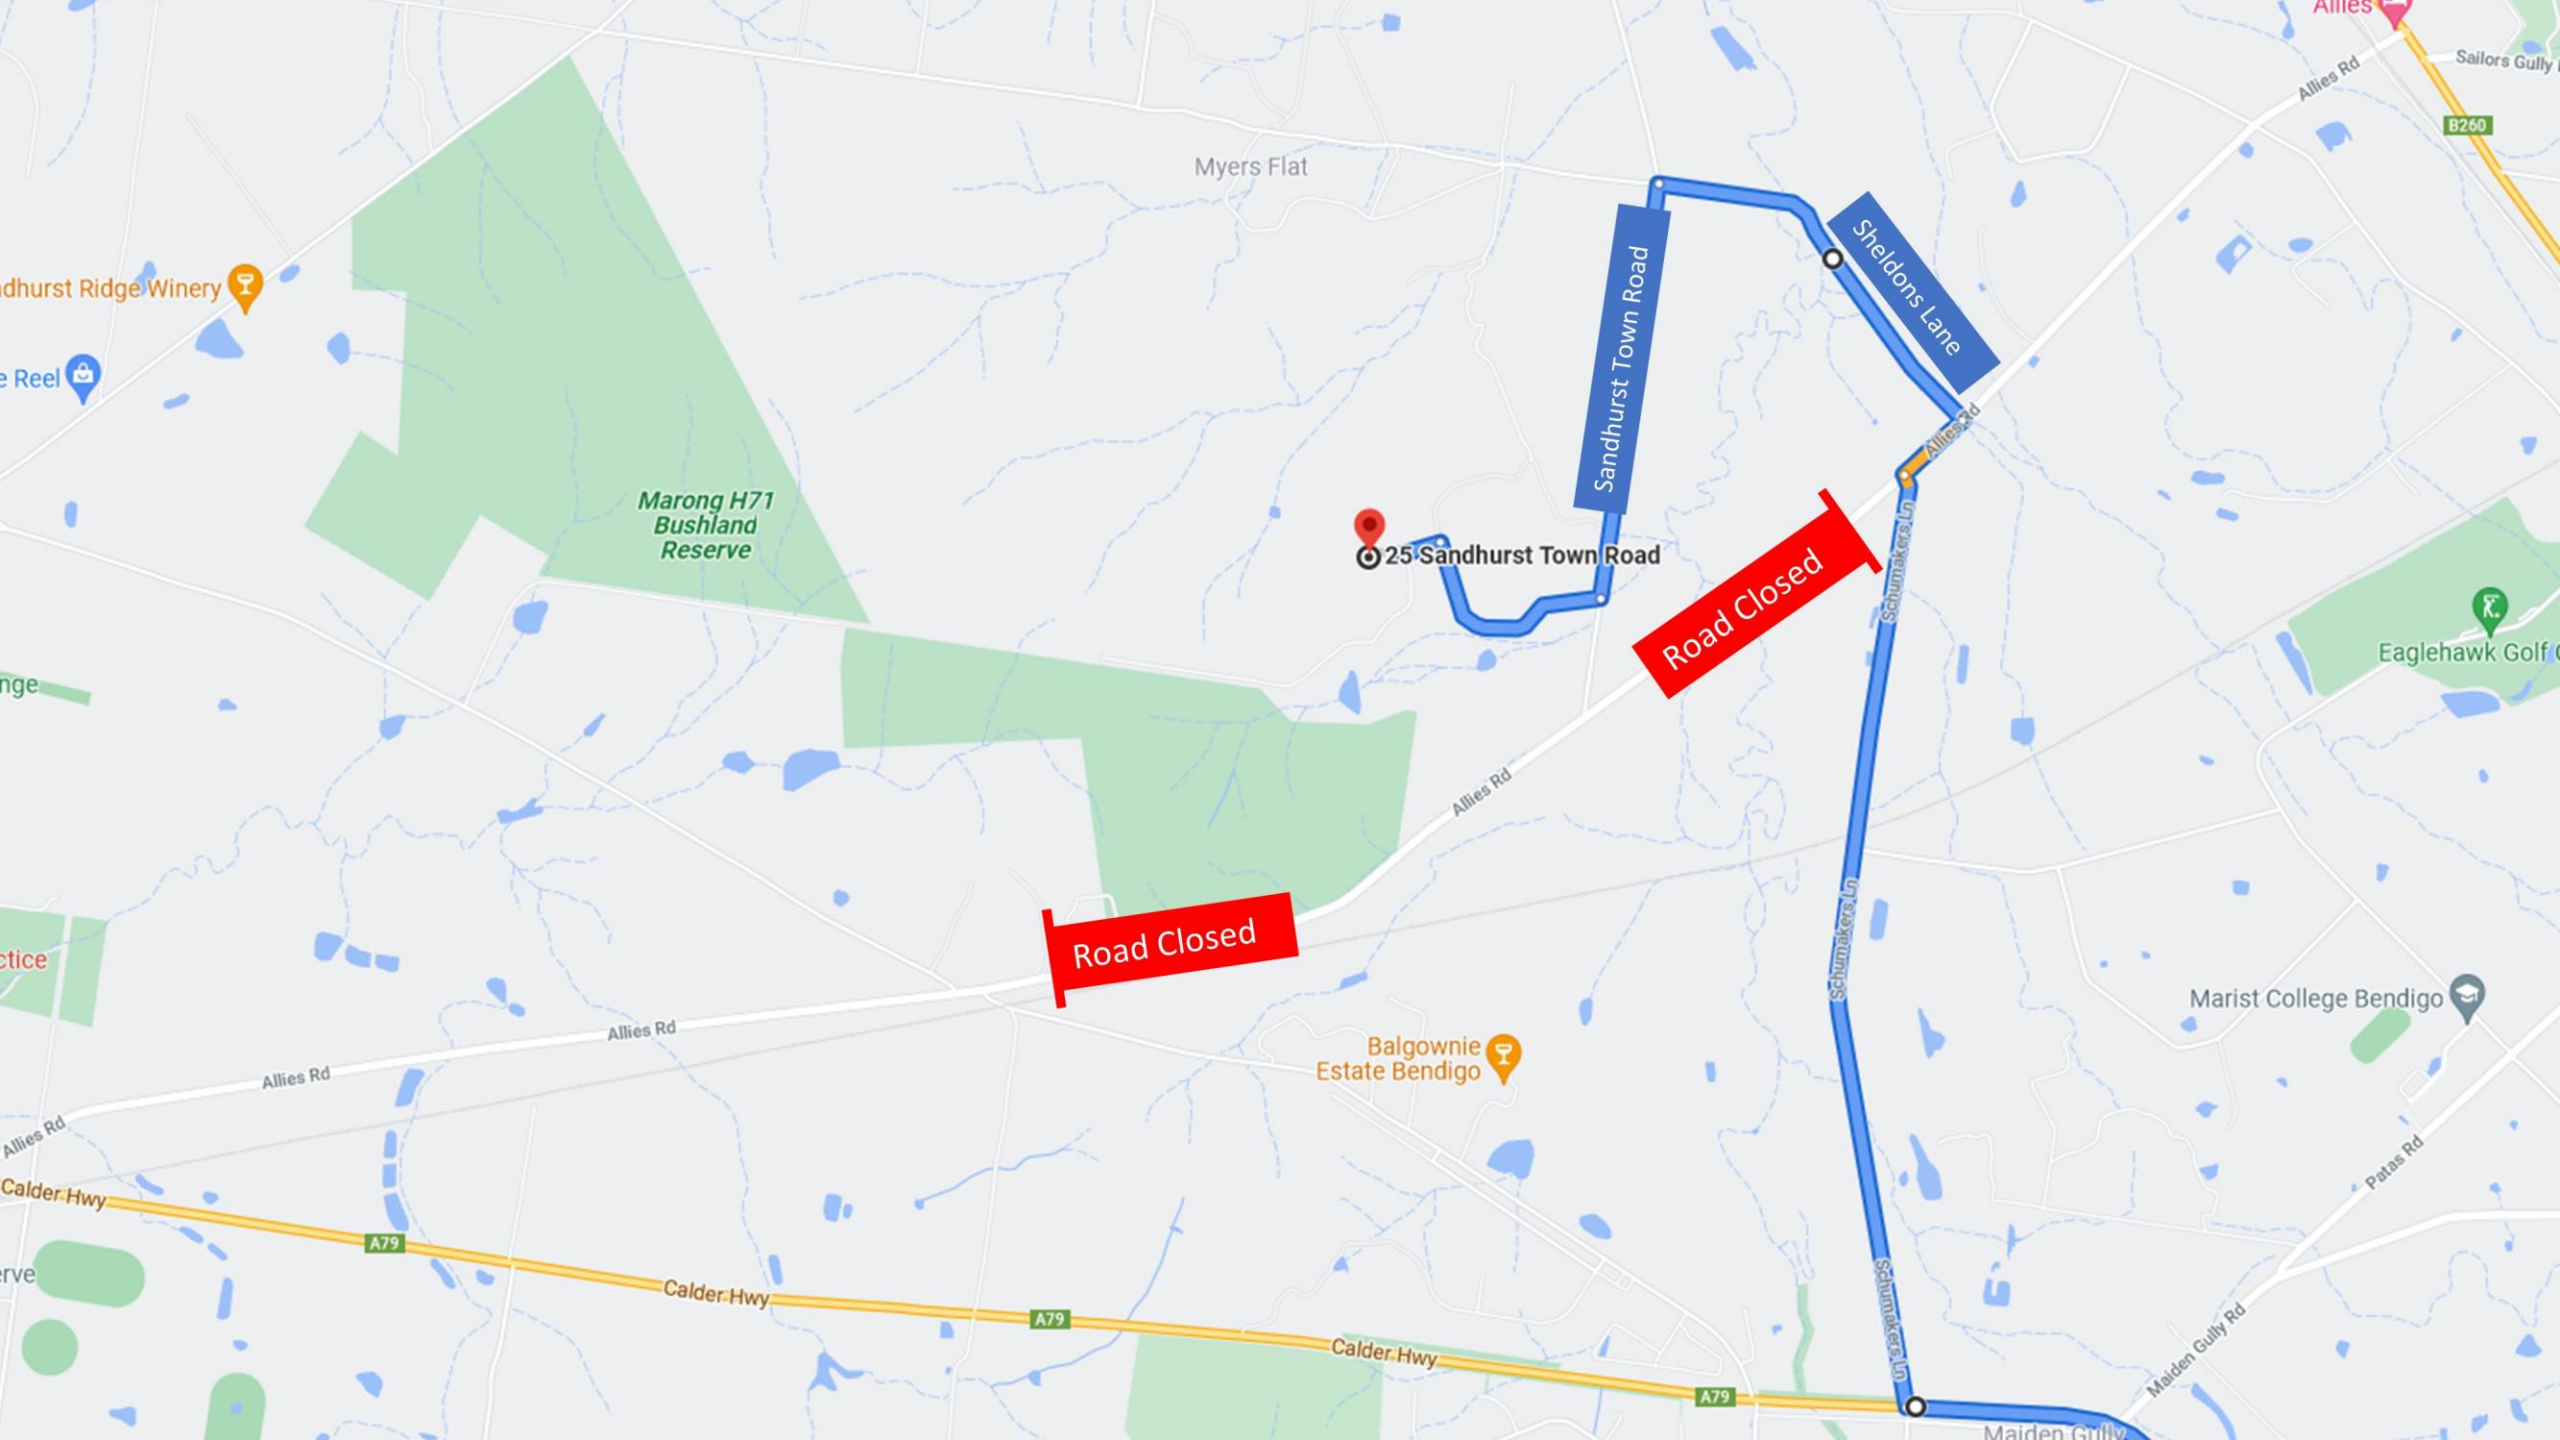 Allies
Sailors Gully
Allies Rd
B260
Myers Flat
Sheldons Lane
Sandhurst Town Road
dhurst Ridge Winery
e Reel
Allies Rd
Allies Rd
Marong H71
Bushland
Reserve
Schumakers Ln
25 Sandhurst Town Road
Road Closed
Eaglehawk Golf
nge
Allies Rd
Road Closed
Schumakers Ln
ctice
Marist College Bendigo
Allies Rd
Balgownie
Estate Bendigo
Allies Rd
Allies Rd
Patas Rd
Calder Hwy
A79
erve
Calder Hwy
A79
Schumakers Ln
Maiden Gully Rd
Calder Hwy
A79
Maiden Gully